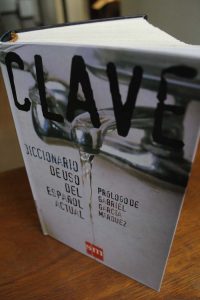 CLAVE
DICCIONARIO
DE USO
DEL
ESPAÑOL
ACTUAL
PRÓLOGO DE
GABRIEL
GARCÍA
MÁRQUEZ
sm